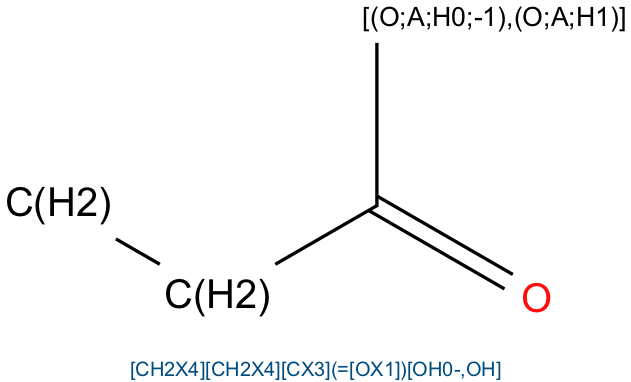 [(O;A;H0;-1),(O;A;H1)]
C(H2)
C(H2)
O
[CH2X4][CH2X4][CX3](=[OX1])[OH0-,OH]